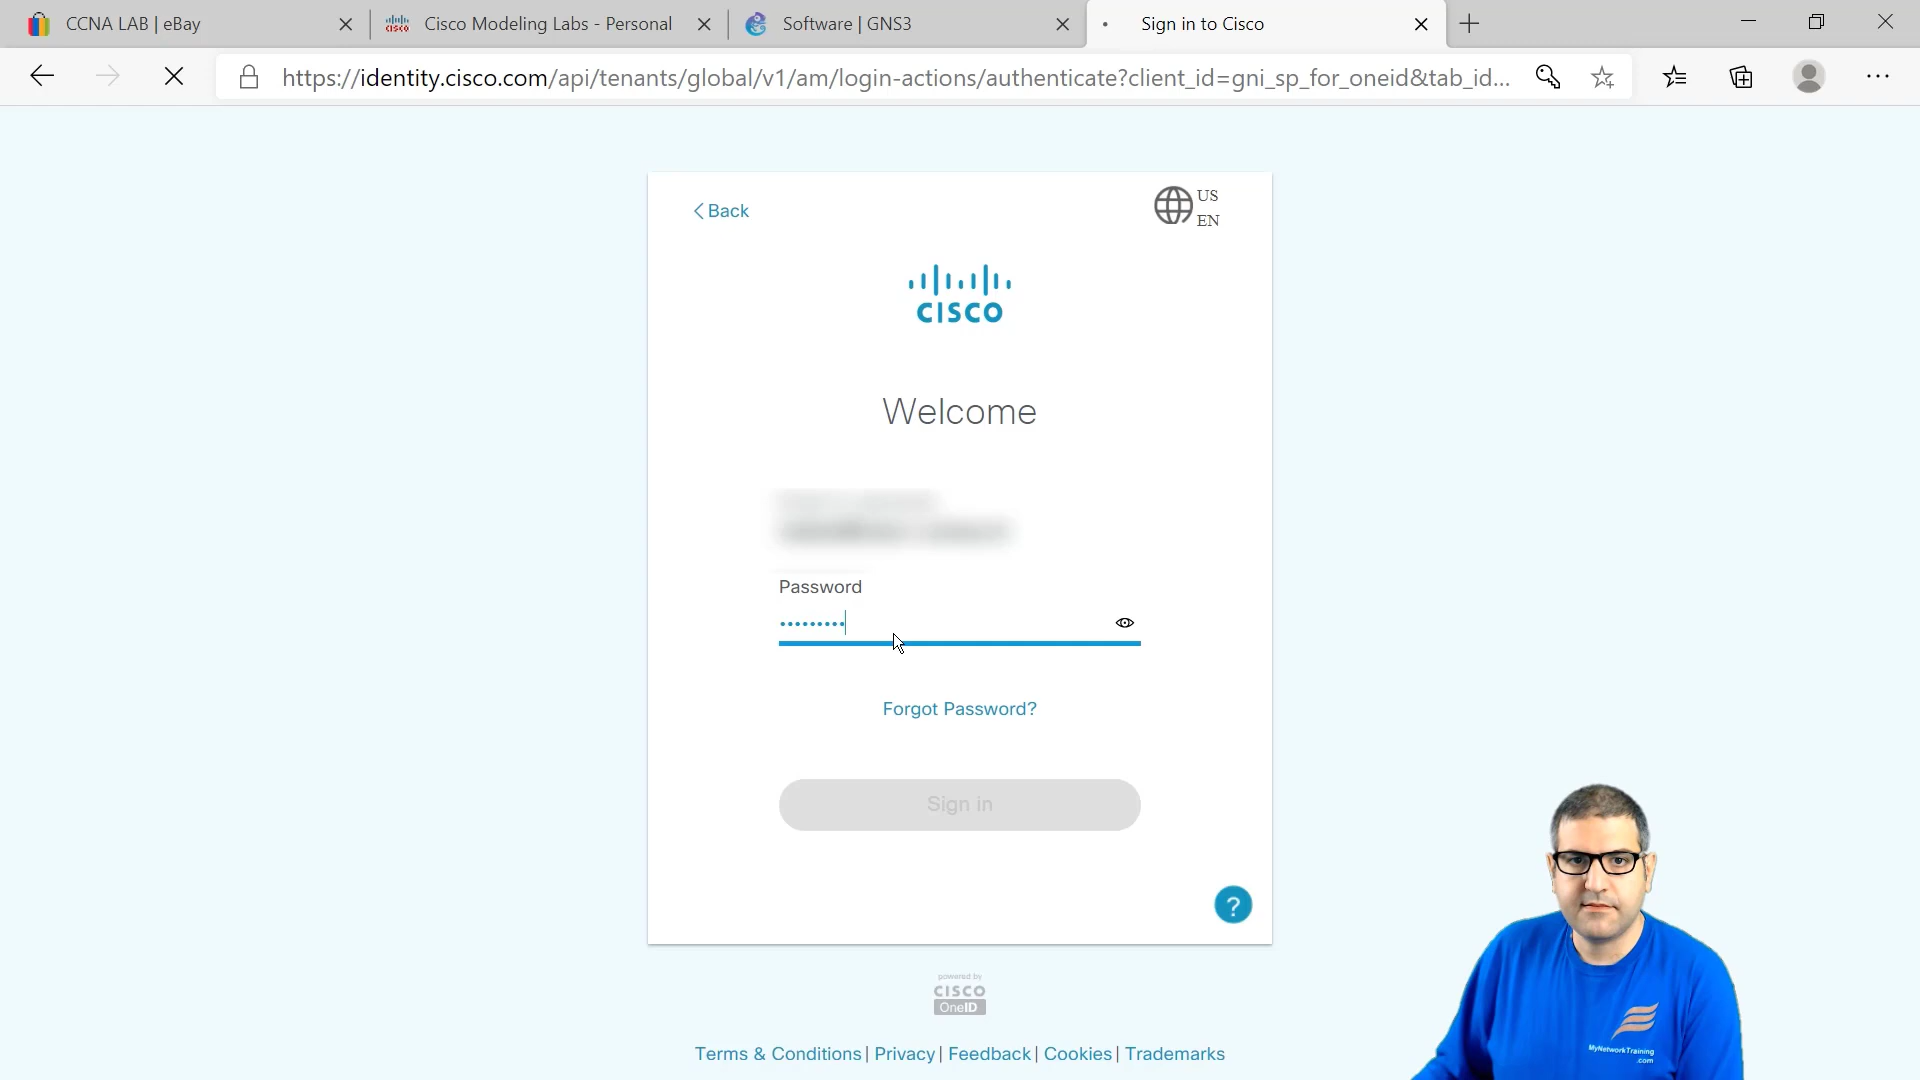 CCNA LAB | eBay
Cisco Modeling Labs - Personal
Software | GNS3
Sign in to Cisco
https://identity.cisco.com/api/tenants/global/v1/am/login-actions/authenticate?client_id=gni_sp_for_oneid&tab_id...
Back
US
EN
CISCO
Welcome
Password
Forgot Password?
Sign in
?
powered by
CISCO
OneID
Terms & Conditions | Privacy | Feedback | Cookies | Trademarks
MyNetworkTraining
.com